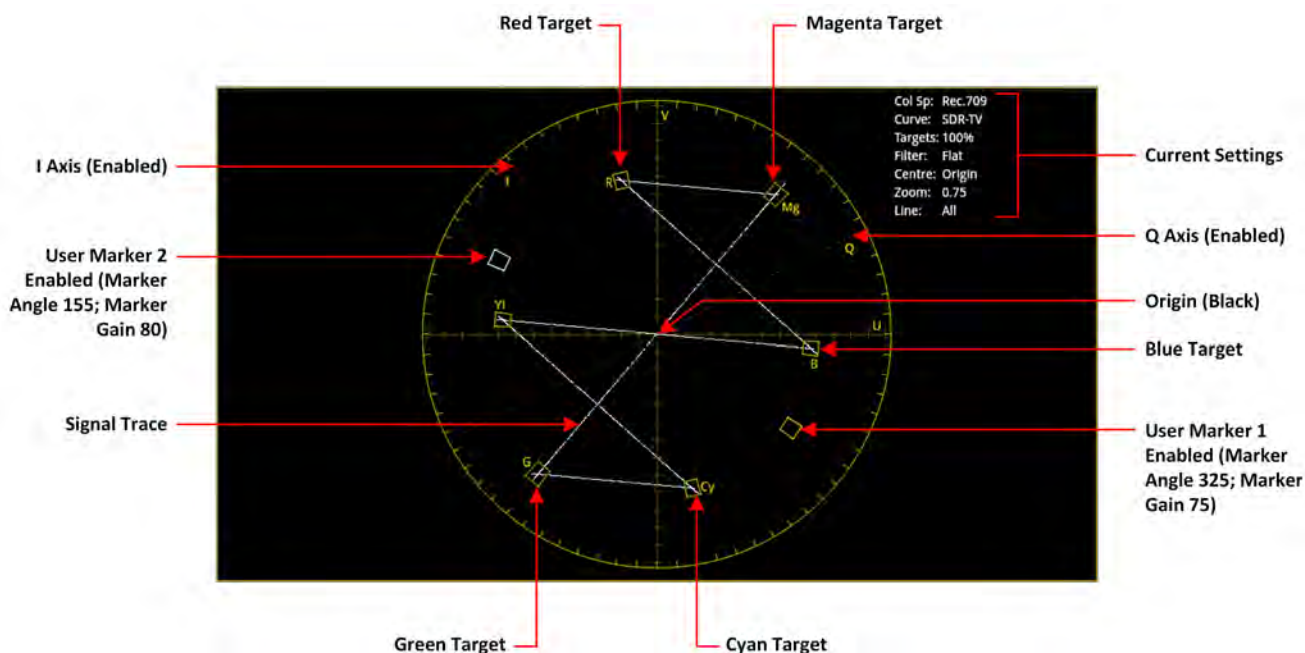 Red Target
Magenta Target
Col Sp: Rec.709
Curve: SDR-TV
Targets: 100%
Filter: Flat
Centre: Origin
Zoom: 0.75
Line: All
Current Settings
I Axis (Enabled)
V
I
R
Mg
Q
Q Axis (Enabled)
User Marker 2
Enabled (Marker
Angle 155; Marker
Gain 80)
Origin (Black)
Yl
U
B
Blue Target
Signal Trace
User Marker 1
Enabled (Marker
Angle 325; Marker
Gain 75)
G
Cy
Green Target
Cyan Target